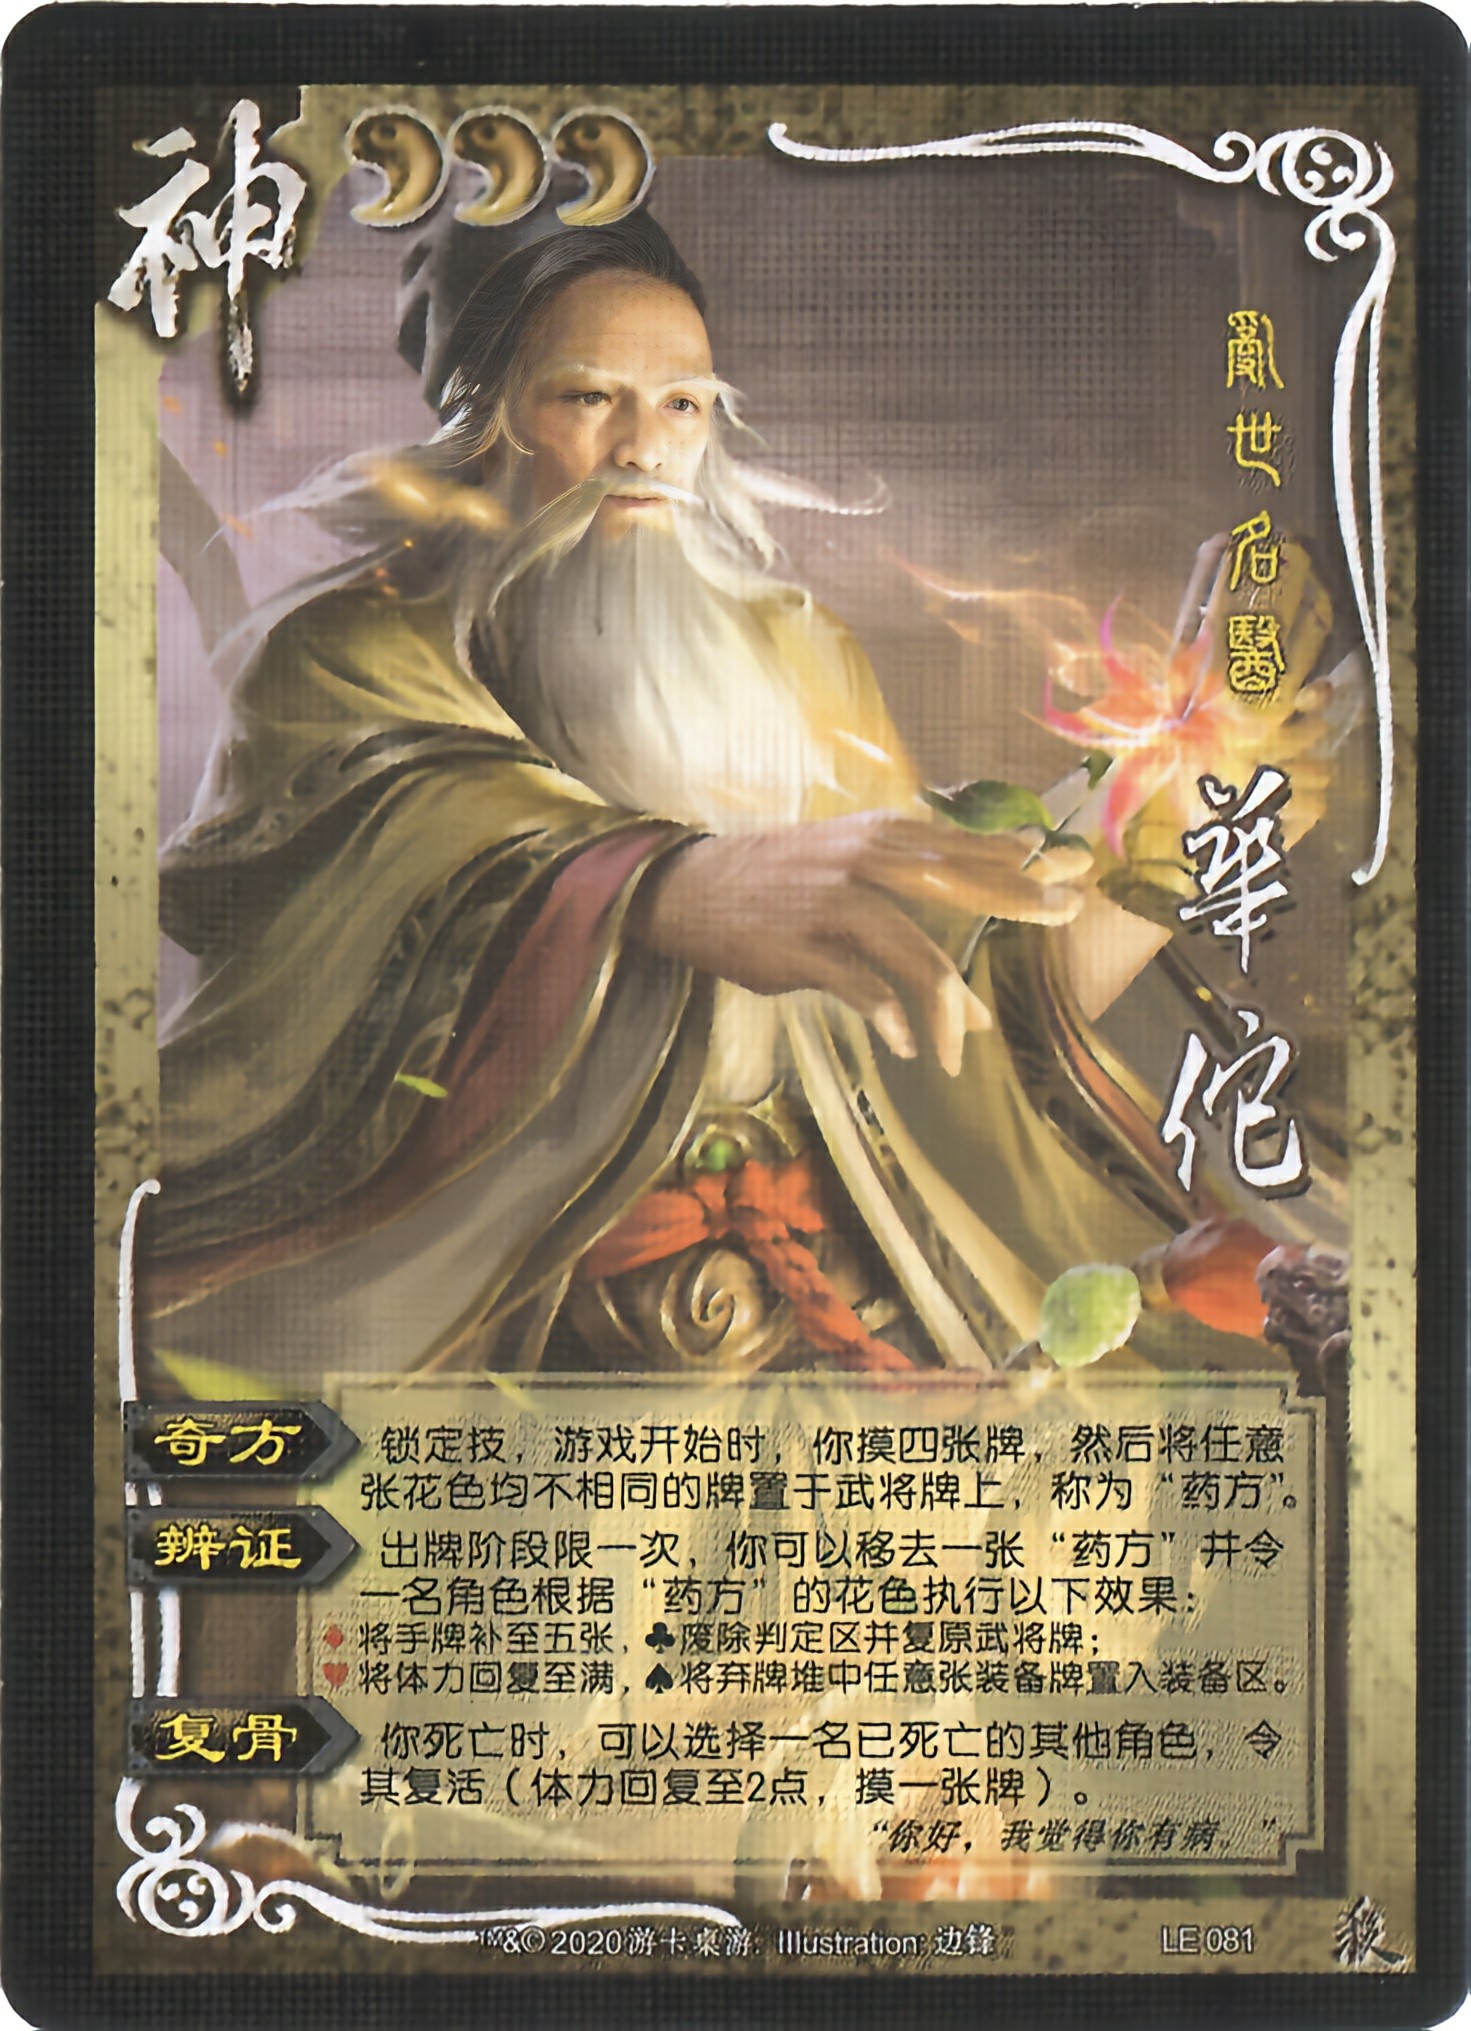 神
亂世名醫
華佗
奇方
锁定技，游戏开始时，你摸四张牌，然后将任意
张花色均不相同的牌置于武将牌上，称为“药方”。
辨证
出牌阶段限一次，你可以移去一张“药方”并令
一名角色根据“药方”的花色执行以下效果：
♦将手牌补至五张，♣废除判定区并复原武将牌；
♥将体力回复至满，♠将弃牌堆中任意张装备牌置入装备区。
复骨
你死亡时，可以选择一名已死亡的其他角色，令
其复活（体力回复至2点，摸一张牌）。
“你好，我觉得你有病。”
™&©2020游卡桌游. Illustration: 边锋
LE 081